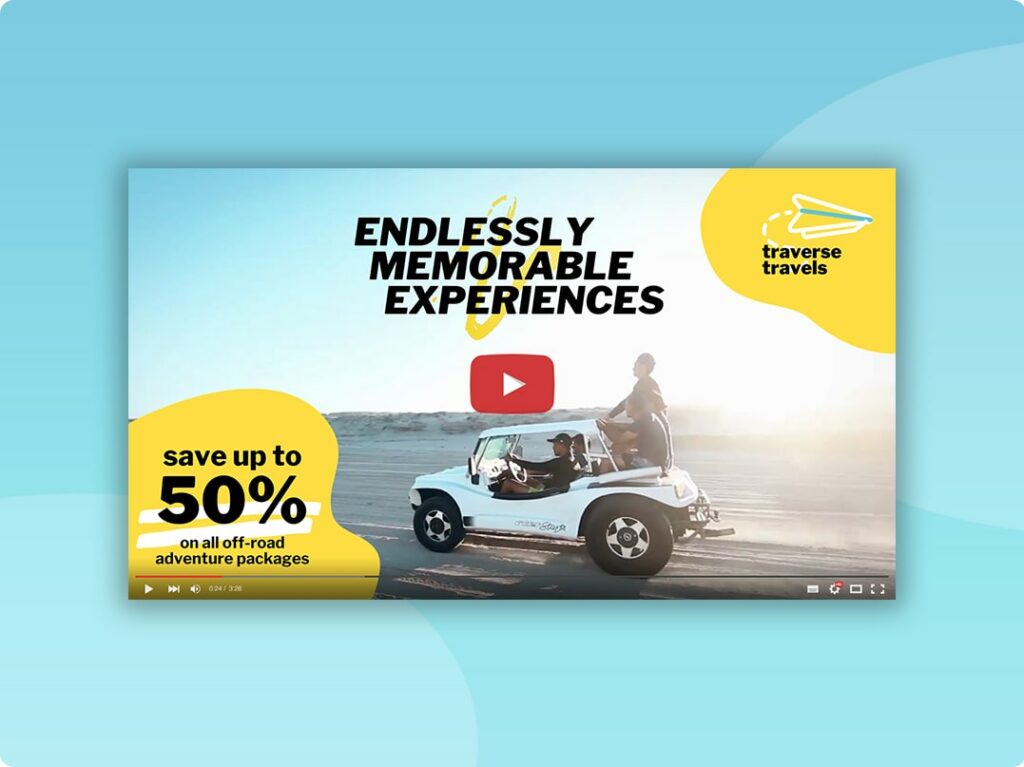 ENDLESSLY
MEMORABLE
EXPERIENCES
traverse
travels
save up to
50%
on all off-road
adventure packages
0:24 / 3:28